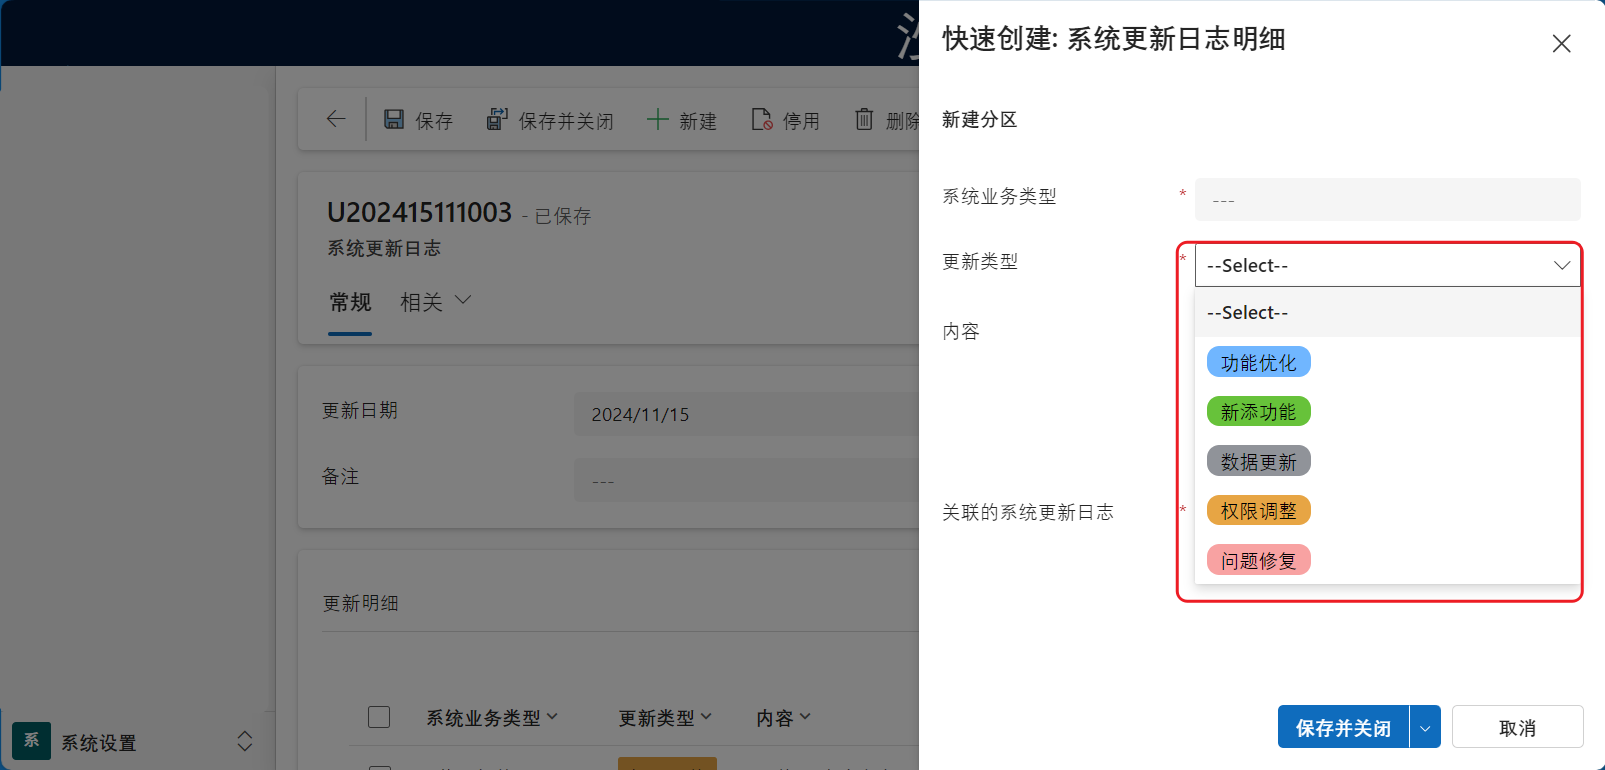 保存
保存并关闭
新建
停用
删除
U202415111003 - 已保存
系统更新日志
常规
相关
更新日期
2024/11/15
备注
---
更新明细
系统业务类型
更新类型
内容
系 系统设置
快速创建: 系统更新日志明细
新建分区
系统业务类型 * ---
更新类型 * --Select--
--Select--
功能优化
新添功能
数据更新
权限调整
问题修复
内容
关联的系统更新日志 *
保存并关闭
取消